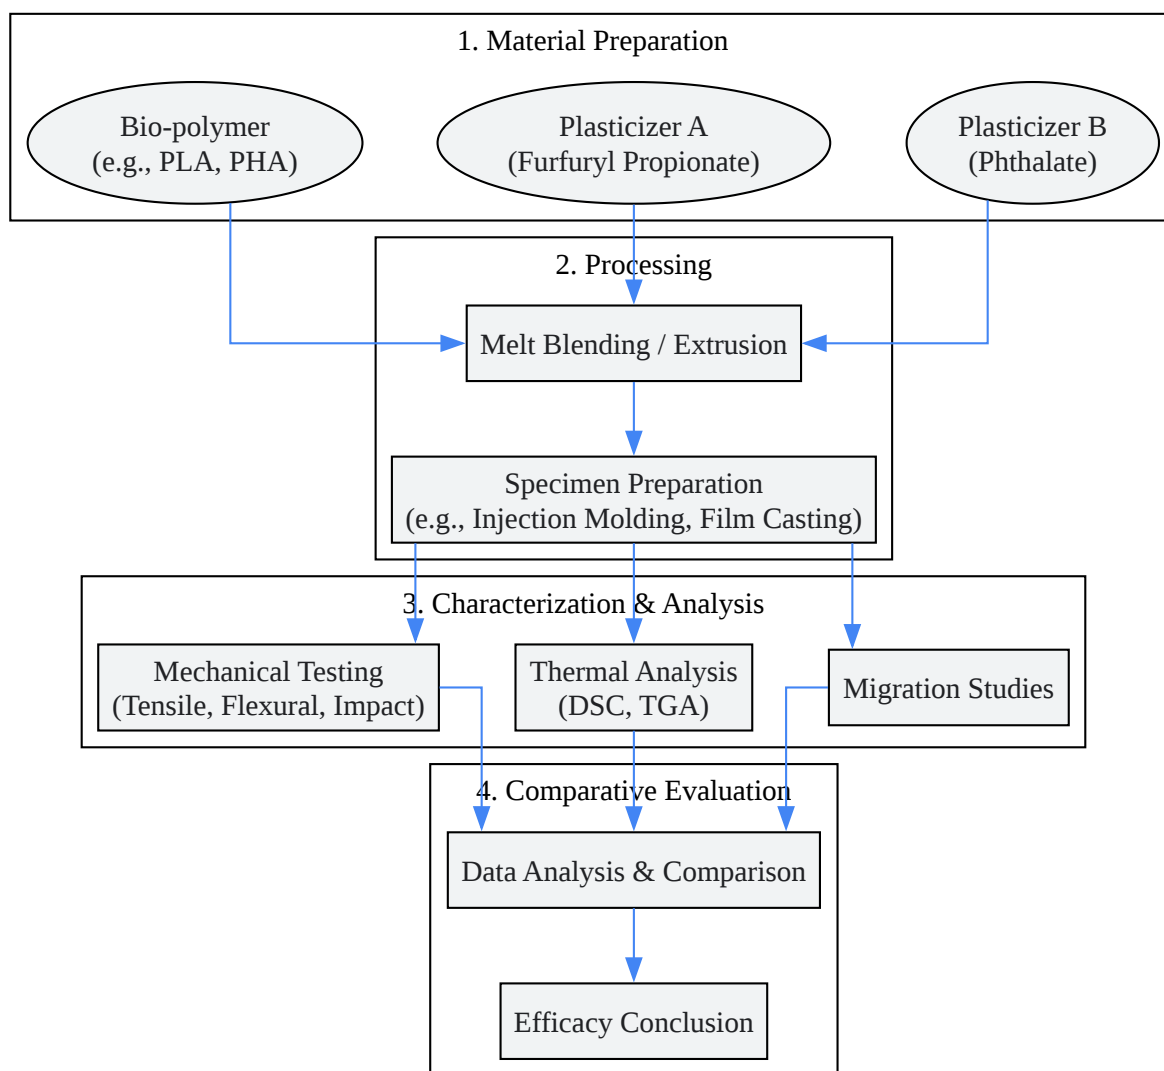 1. Material Preparation
Bio-polymer
(e.g., PLA, PHA)
Plasticizer A
(Furfuryl Propionate)
Plasticizer B
(Phthalate)
2. Processing
Melt Blending / Extrusion
Specimen Preparation
(e.g., Injection Molding, Film Casting)
3. Characterization & Analysis
Mechanical Testing
(Tensile, Flexural, Impact)
Thermal Analysis
(DSC, TGA)
Migration Studies
4. Comparative Evaluation
Data Analysis & Comparison
Efficacy Conclusion